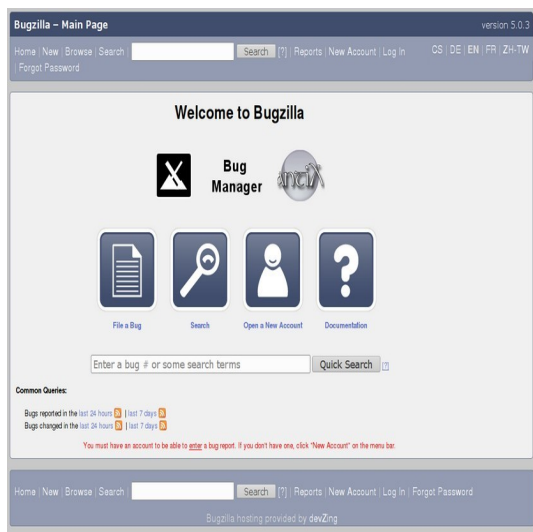 Bugzilla – Main Page
version 5.0.3
Home | New | Browse | Search | Search [?] | Reports | New Account | Log In | Forgot Password
CS | DE | EN | FR | ZH-TW
Welcome to Bugzilla
Bug Manager
antiX
File a Bug
Search
Open a New Account
Documentation
Enter a bug # or some search terms
Quick Search [?]
Common Queries:
Bugs reported in the last 24 hours | last 7 days
Bugs changed in the last 24 hours | last 7 days
You must have an account to be able to enter a bug report. If you don't have one, click "New Account" on the menu bar.
Home | New | Browse | Search | Search [?] | Reports | New Account | Log In | Forgot Password
Bugzilla hosting provided by devZing